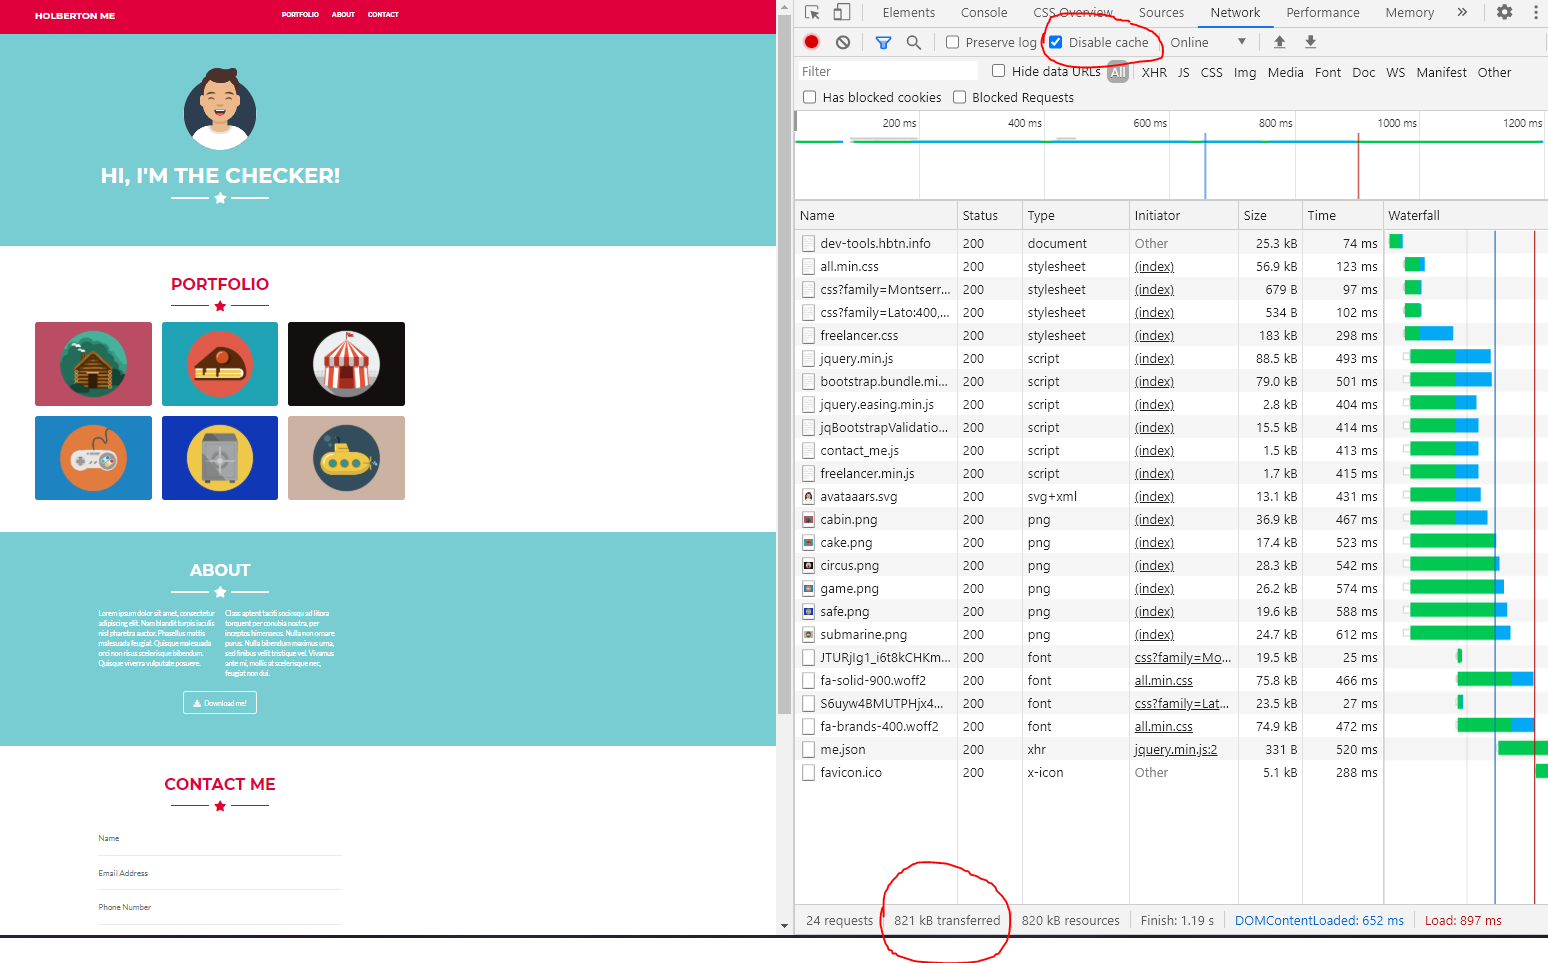 HOLBERTON ME
PORTFOLIO ABOUT CONTACT
HI, I'M THE CHECKER!
PORTFOLIO
ABOUT
Lorem ipsum dolor sit amet, consectetur
adipiscing elit. Nam blandit turpis iaculis
nisl pharetra auctor. Phasellus mattis
malesuada feugiat. Quisque malesuada
orci non risus scelerisque bibendum.
Quisque viverra vulputate posuere.
Class aptent taciti sociosqu ad litora
torquent per conubia nostra, per
inceptos himenaeos. Nulla non ornare
purus. Nulla bibendum maximus urna,
sed finibus velit tristique vel. Vivamus
ante mi, mollis at scelerisque nec,
feugiat non dui.
Download me!
CONTACT ME
Name
Email Address
Phone Number
Elements Console CSS Overview Sources Network Performance Memory »
Preserve log Disable cache Online
Filter Hide data URLs All XHR JS CSS Img Media Font Doc WS Manifest Other
Has blocked cookies Blocked Requests
200 ms 400 ms 600 ms 800 ms 1000 ms 1200 ms
Name Status Type Initiator Size Time Waterfall
dev-tools.hbtn.info 200 document Other 25.3 kB 74 ms
all.min.css 200 stylesheet (index) 56.9 kB 123 ms
css?family=Montserr... 200 stylesheet (index) 679 B 97 ms
css?family=Lato:400,... 200 stylesheet (index) 534 B 102 ms
freelancer.css 200 stylesheet (index) 183 kB 298 ms
jquery.min.js 200 script (index) 88.5 kB 493 ms
bootstrap.bundle.mi... 200 script (index) 79.0 kB 501 ms
jquery.easing.min.js 200 script (index) 2.8 kB 404 ms
jqBootstrapValidatio... 200 script (index) 15.5 kB 414 ms
contact_me.js 200 script (index) 1.5 kB 413 ms
freelancer.min.js 200 script (index) 1.7 kB 415 ms
avataaars.svg 200 svg+xml (index) 13.1 kB 431 ms
cabin.png 200 png (index) 36.9 kB 467 ms
cake.png 200 png (index) 17.4 kB 523 ms
circus.png 200 png (index) 28.3 kB 542 ms
game.png 200 png (index) 26.2 kB 574 ms
safe.png 200 png (index) 19.6 kB 588 ms
submarine.png 200 png (index) 24.7 kB 612 ms
JTURjIg1_i6t8kCHKm... 200 font css?family=Mo... 19.5 kB 25 ms
fa-solid-900.woff2 200 font all.min.css 75.8 kB 466 ms
S6uyw4BMUTPHjx4... 200 font css?family=Lat... 23.5 kB 27 ms
fa-brands-400.woff2 200 font all.min.css 74.9 kB 472 ms
me.json 200 xhr jquery.min.js:2 331 B 520 ms
favicon.ico 200 x-icon Other 5.1 kB 288 ms
24 requests 821 kB transferred 820 kB resources Finish: 1.19 s DOMContentLoaded: 652 ms Load: 897 ms